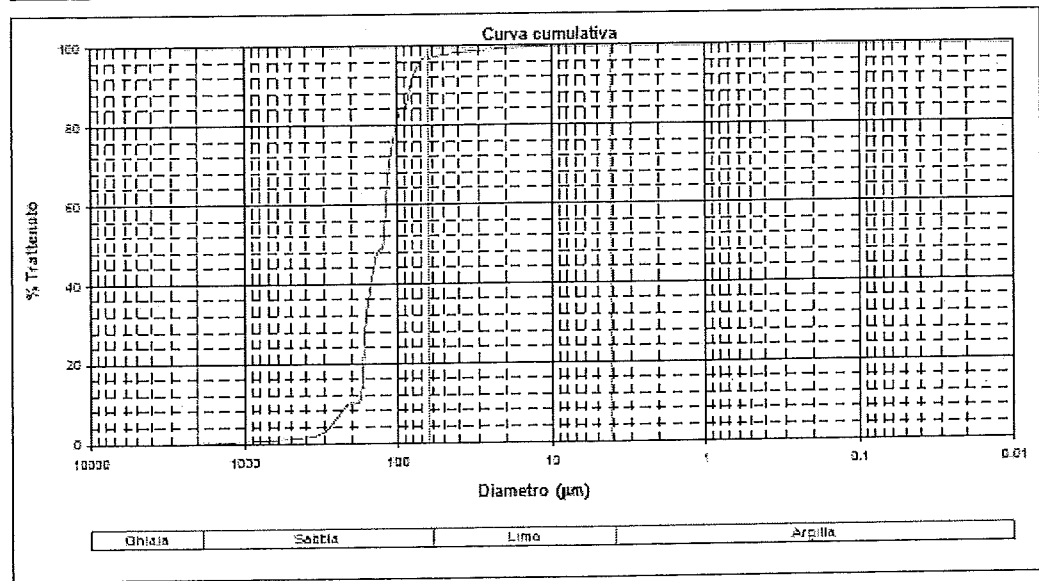 Curva cumulativa
% Trattenuto
100
80
60
40
20
0
10000 1000 100 10 1 0.1 0.01
Diametro (µm)
Ghiaia Sabbia Limo Argilla